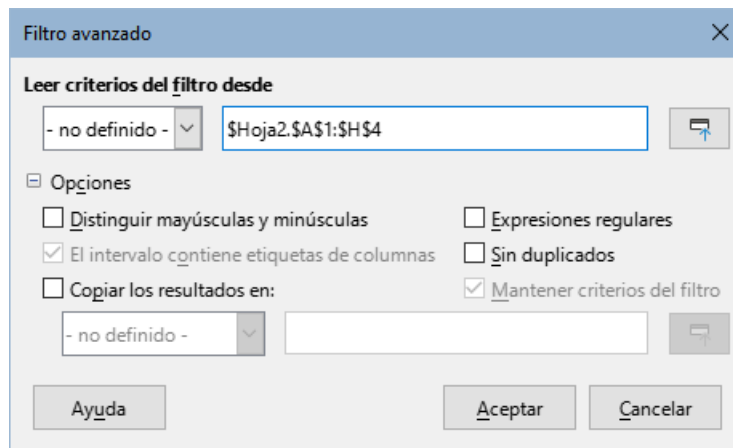 Filtro avanzado
Leer criterios del filtro desde
- no definido - $Hoja2.$A$1:$H$4
Opciones
Distinguir mayúsculas y minúsculas Expresiones regulares
El intervalo contiene etiquetas de columnas Sin duplicados
Copiar los resultados en: Mantener criterios del filtro
- no definido -
Ayuda Aceptar Cancelar